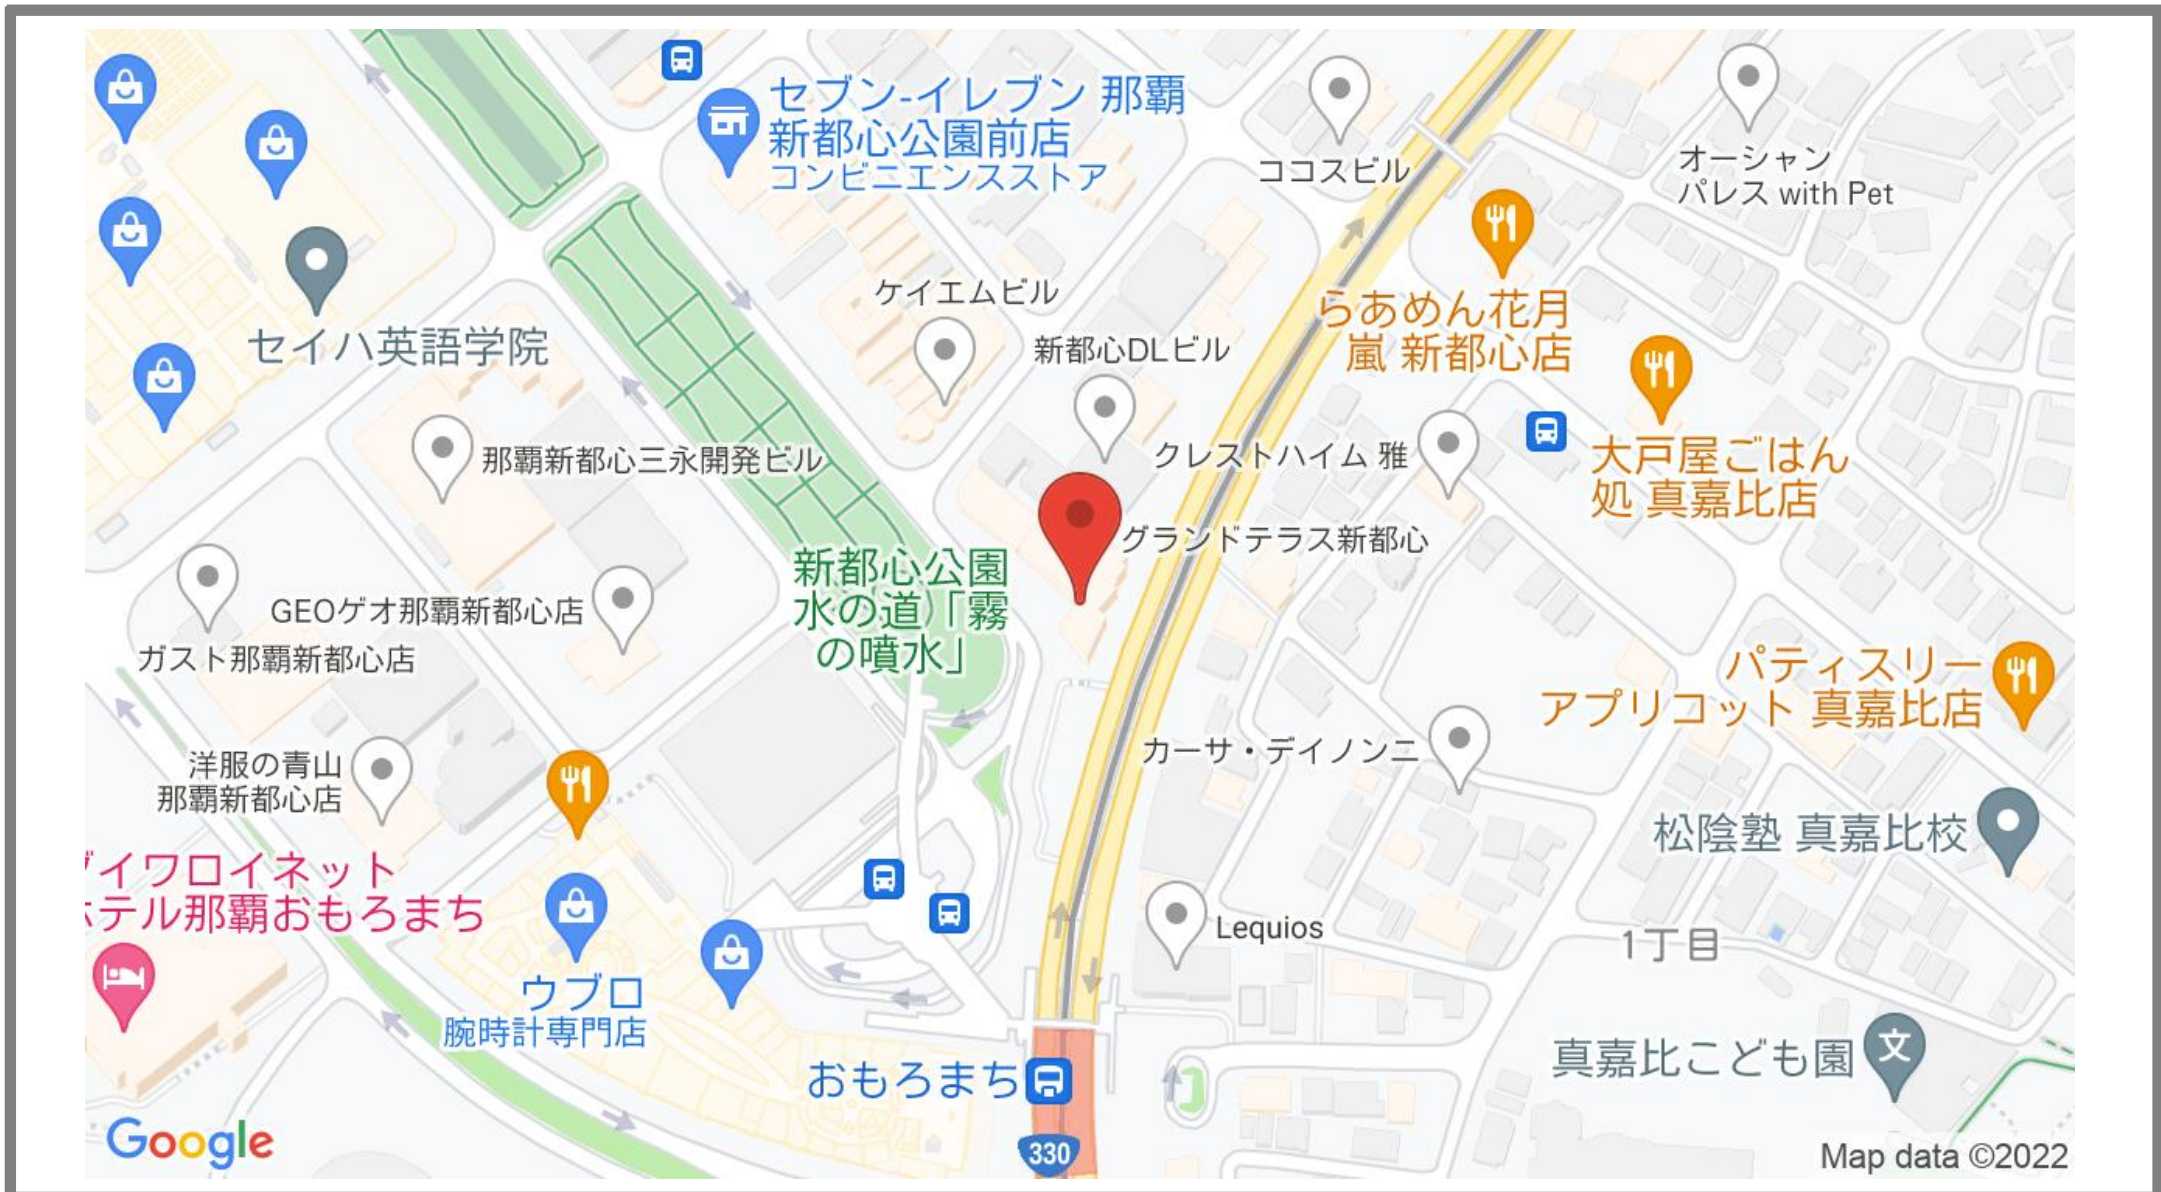 セブン-イレブン 那覇
新都心公園前店
コンビニエンスストア
ココスビル
オーシャン
パレス with Pet
ケイエムビル
新都心DLビル
らあめん花月
嵐 新都心店
セイハ英語学院
那覇新都心三永開発ビル
クレストハイム 雅
大戸屋ごはん
処 真嘉比店
グランドテラス新都心
新都心公園
水の道「霧
の噴水」
GEOゲオ那覇新都心店
ガスト那覇新都心店
パティスリー
アプリコット 真嘉比店
洋服の青山
那覇新都心店
カーサ・デイノンニ
松陰塾 真嘉比校
ダイワロイネット
ホテル那覇おもろまち
Lequios
1丁目
ウブロ
腕時計専門店
真嘉比こども園
文
おもろまち
330
Google
Map data ©2022